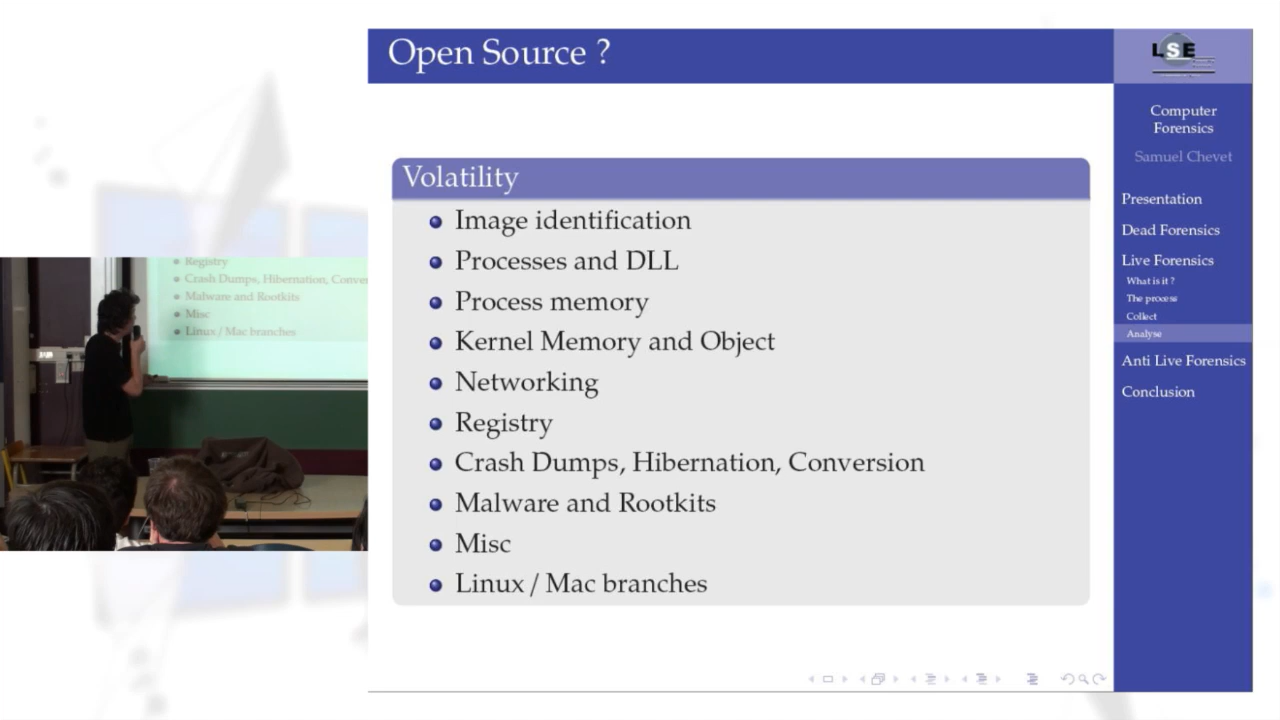 Open Source ?
Volatility
Image identification
Processes and DLL
Process memory
Kernel Memory and Object
Networking
Registry
Crash Dumps, Hibernation, Conversion
Malware and Rootkits
Misc
Linux / Mac branches
LSE
Computer
Forensics
Samuel Chevet
Presentation
Dead Forensics
Live Forensics
What is it ?
The process
Collect
Analyse
Anti Live Forensics
Conclusion
Registry
Crash Dumps, Hibernation, Conver
Malware and Rootkits
Misc
Linux / Mac branches